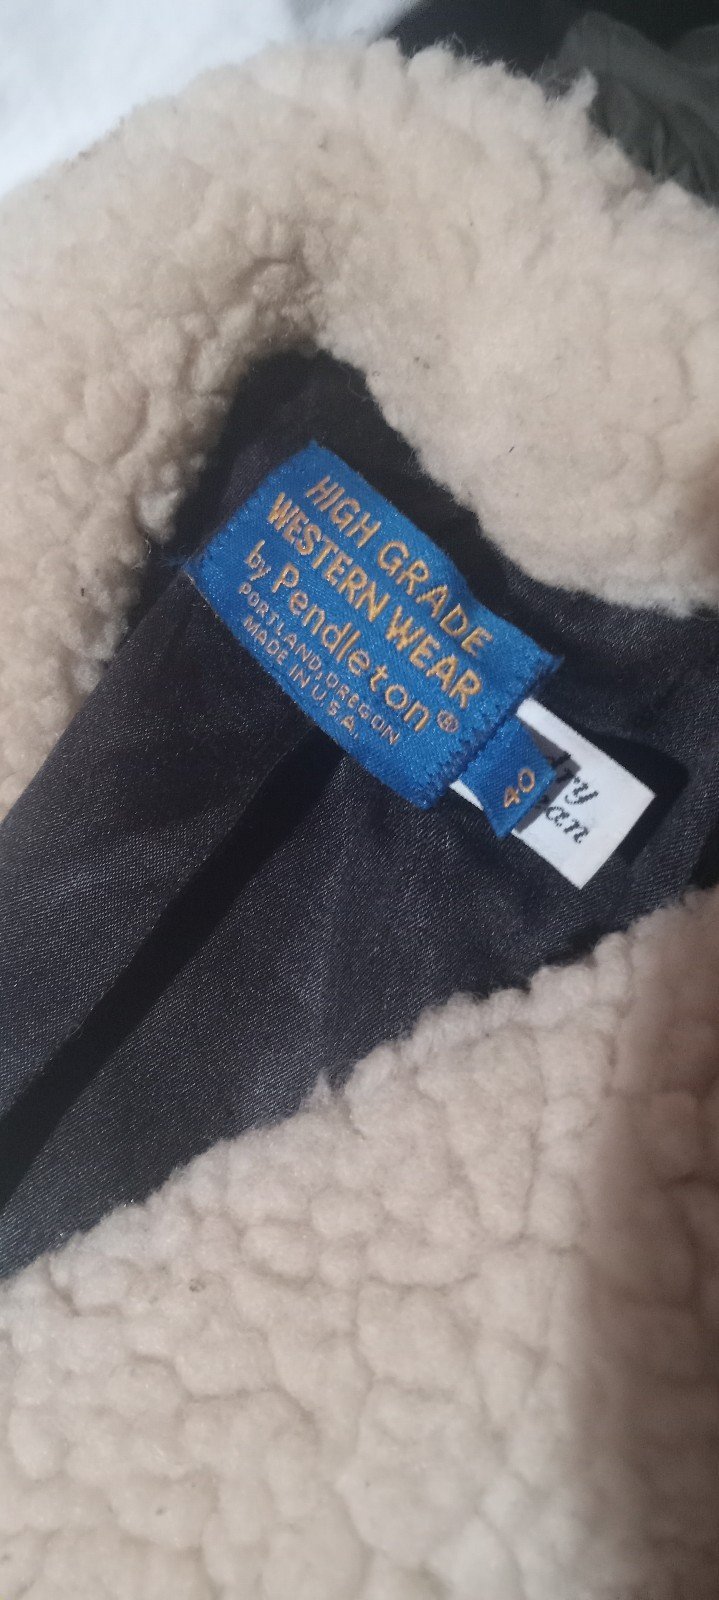 HIGH GRADE
WESTERN WEAR
by Pendleton®
PORTLAND, OREGON
MADE IN U.S.A.
40